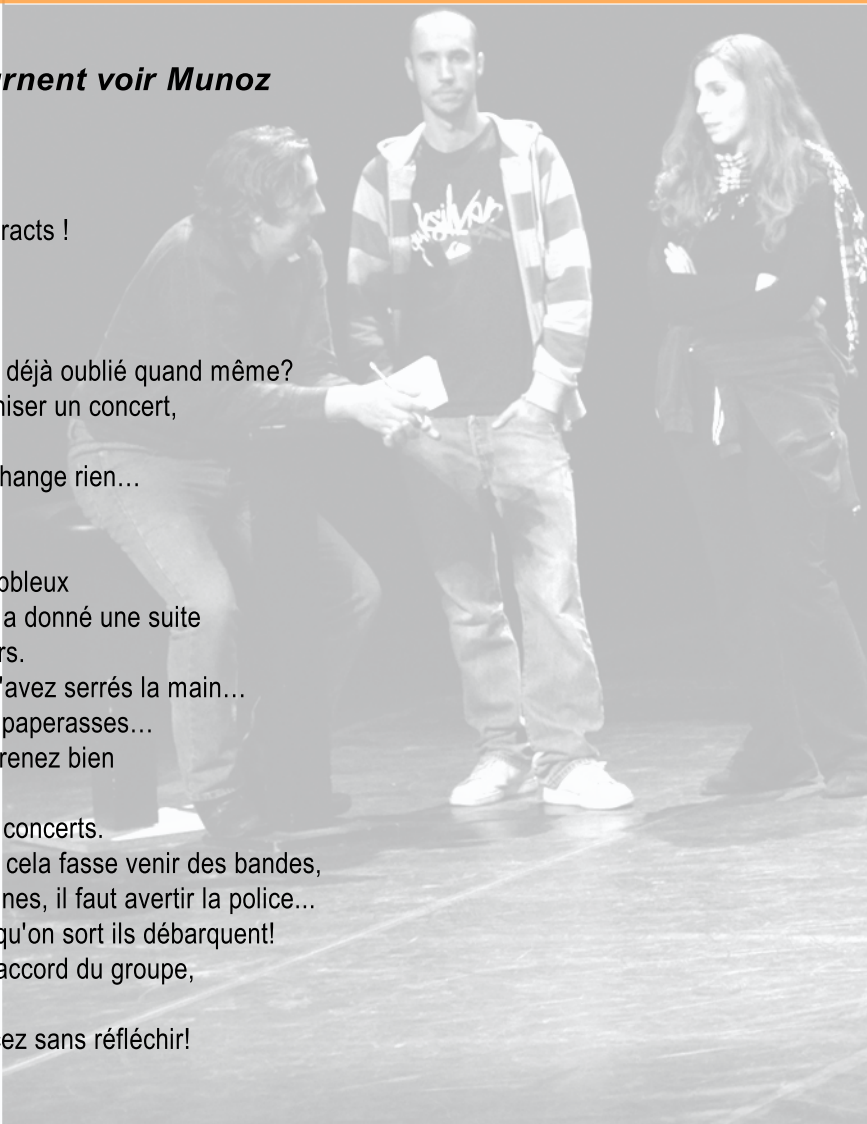 rnent voir Munoz
racts !
déjà oublié quand même?
niser un concert,
hange rien…
obleux
a donné une suite
rs.
'avez serrés la main…
paperasses…
renez bien
concerts.
cela fasse venir des bandes,
nes, il faut avertir la police...
qu'on sort ils débarquent!
accord du groupe,
ez sans réfléchir!
quiksilver